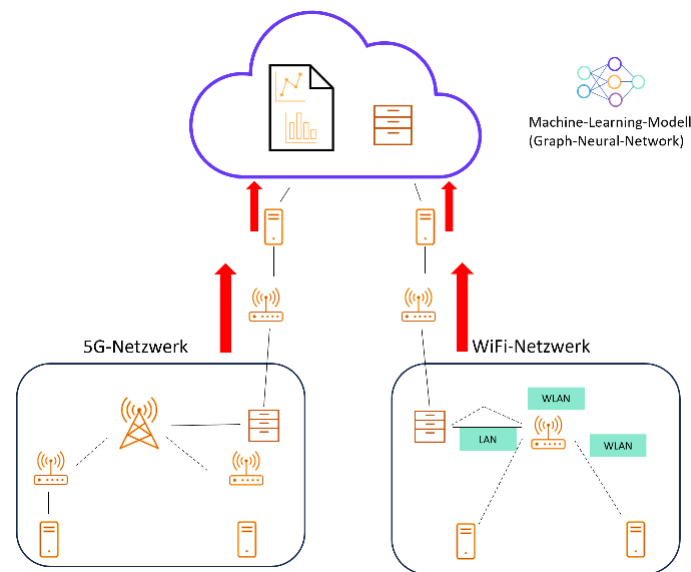 Machine-Learning-Modell
(Graph-Neural-Network)
5G-Netzwerk
WiFi-Netzwerk
WLAN
LAN
WLAN